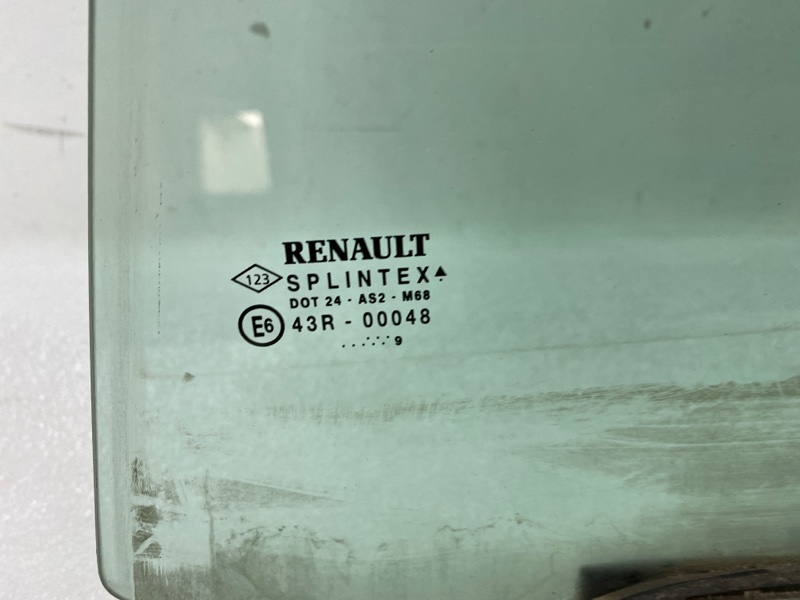 RENAULT
123 SPLINTEX
DOT 24 · AS2 · M68
E6 43R - 00048
9